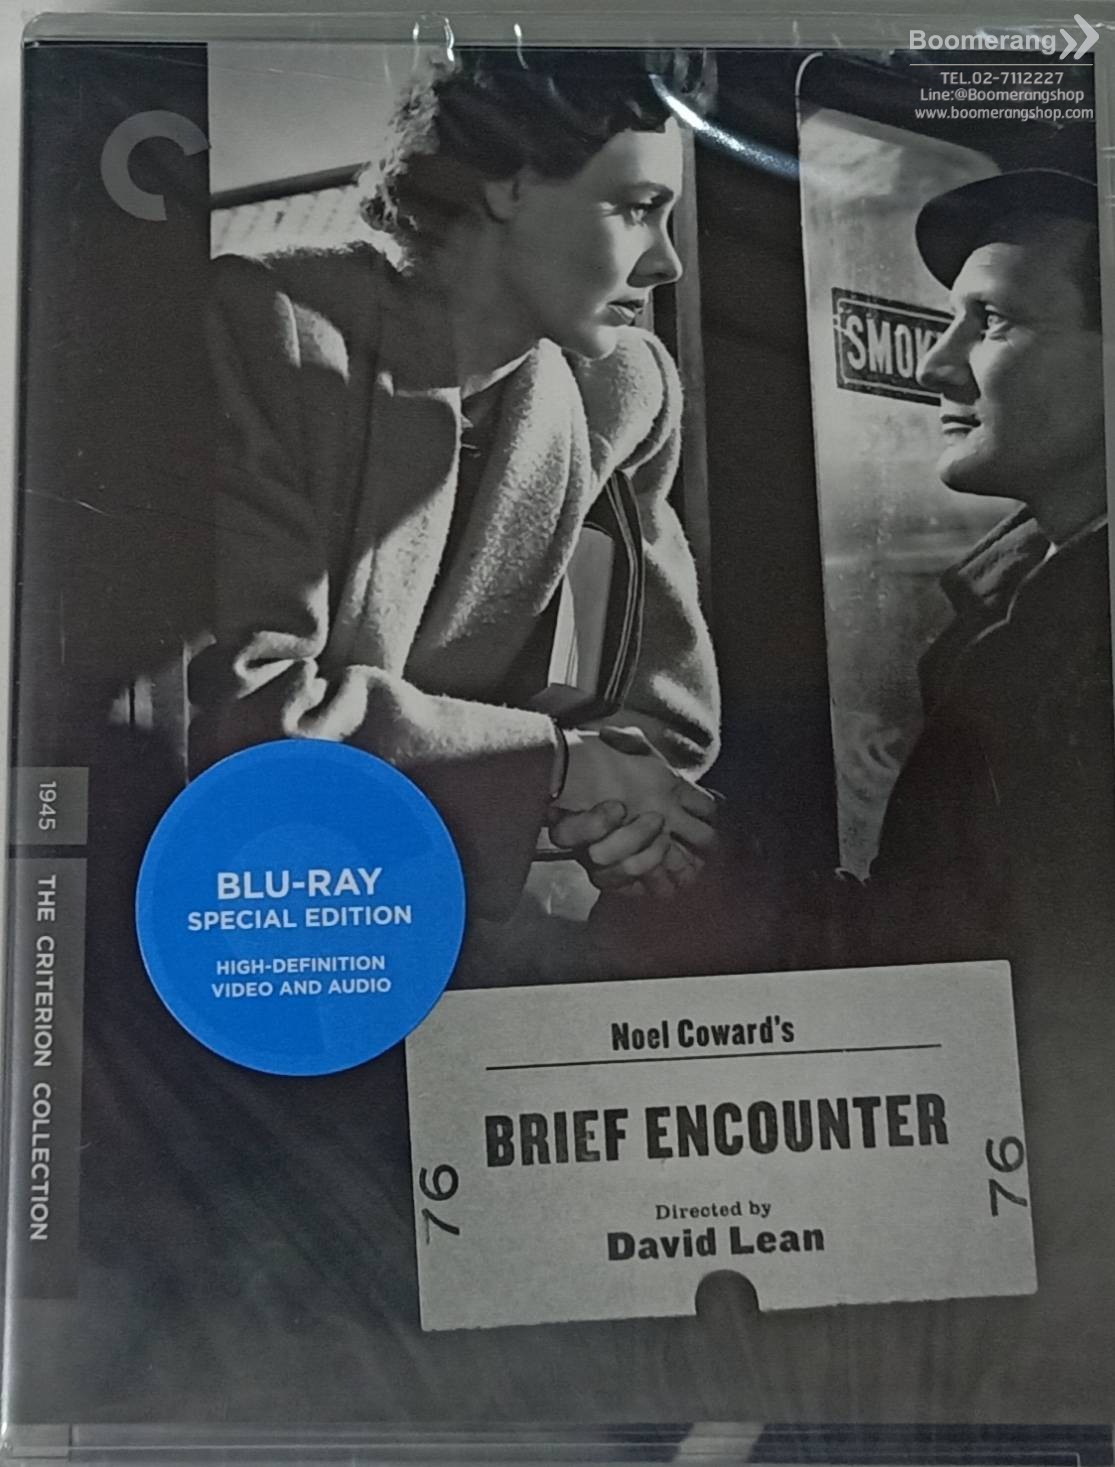 Boomerang
TEL.02-7112227
Line:@Boomerangshop
www.boomerangshop.com
1945
THE CRITERION COLLECTION
BLU-RAY
SPECIAL EDITION
HIGH-DEFINITION
VIDEO AND AUDIO
Noel Coward's
BRIEF ENCOUNTER
76
76
Directed by
David Lean